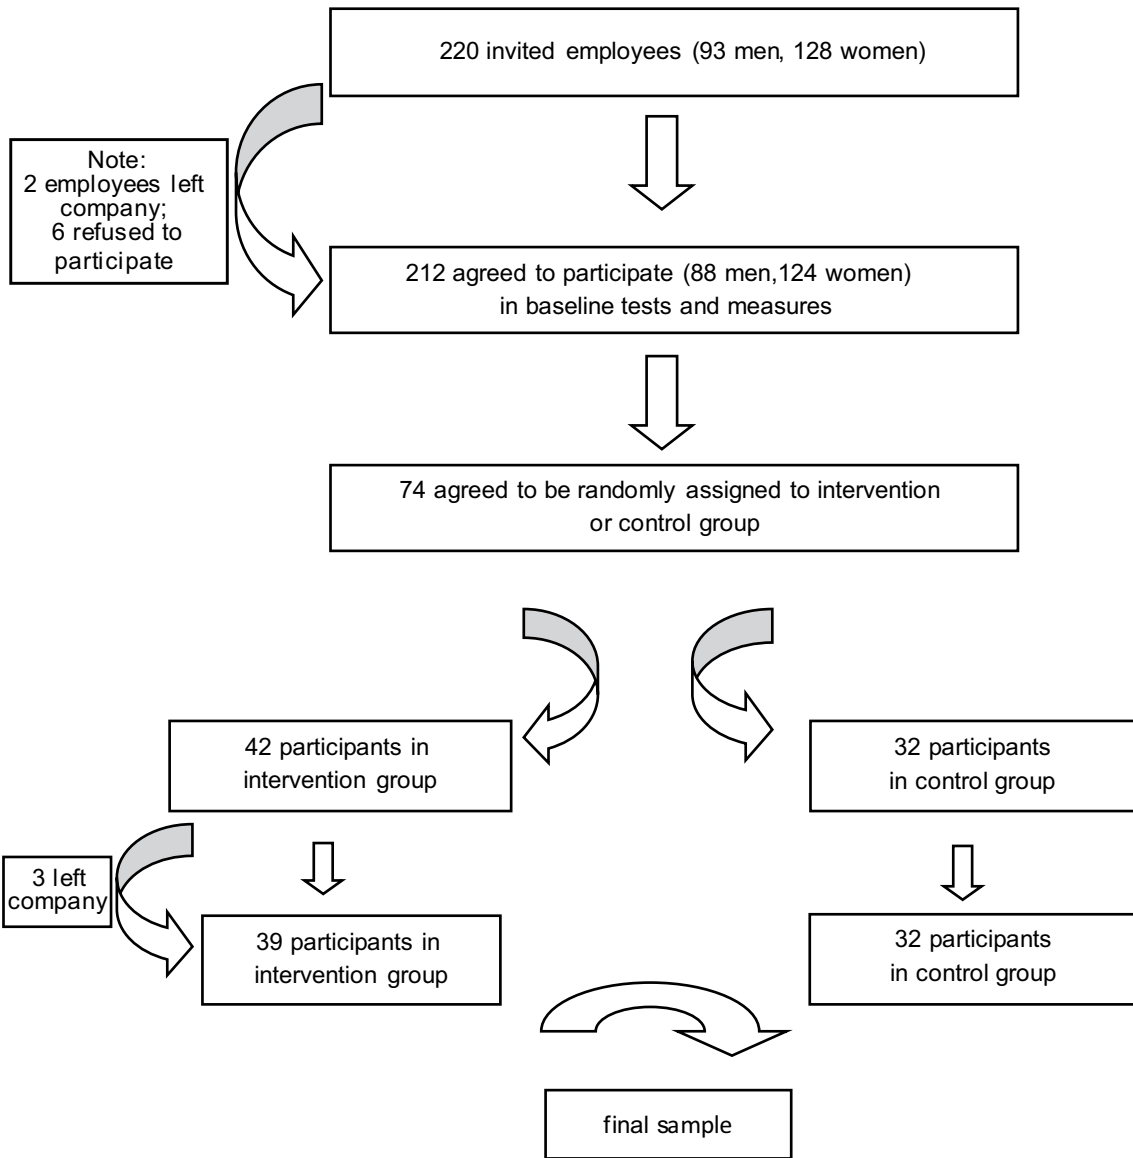 220 invited employees (93 men, 128 women)
Note:
2 employees left
company;
6 refused to
participate
212 agreed to participate (88 men,124 women)
in baseline tests and measures
74 agreed to be randomly assigned to intervention
or control group
42 participants in
intervention group
32 participants
in control group
3 left
company
39 participants in
intervention group
32 participants
in control group
final sample